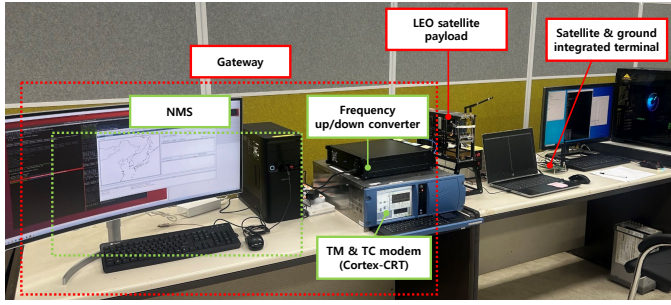 LEO satellite
payload
Satellite & ground
integrated terminal
Gateway
NMS
Frequency
up/down converter
TM & TC modem
(Cortex-CRT)